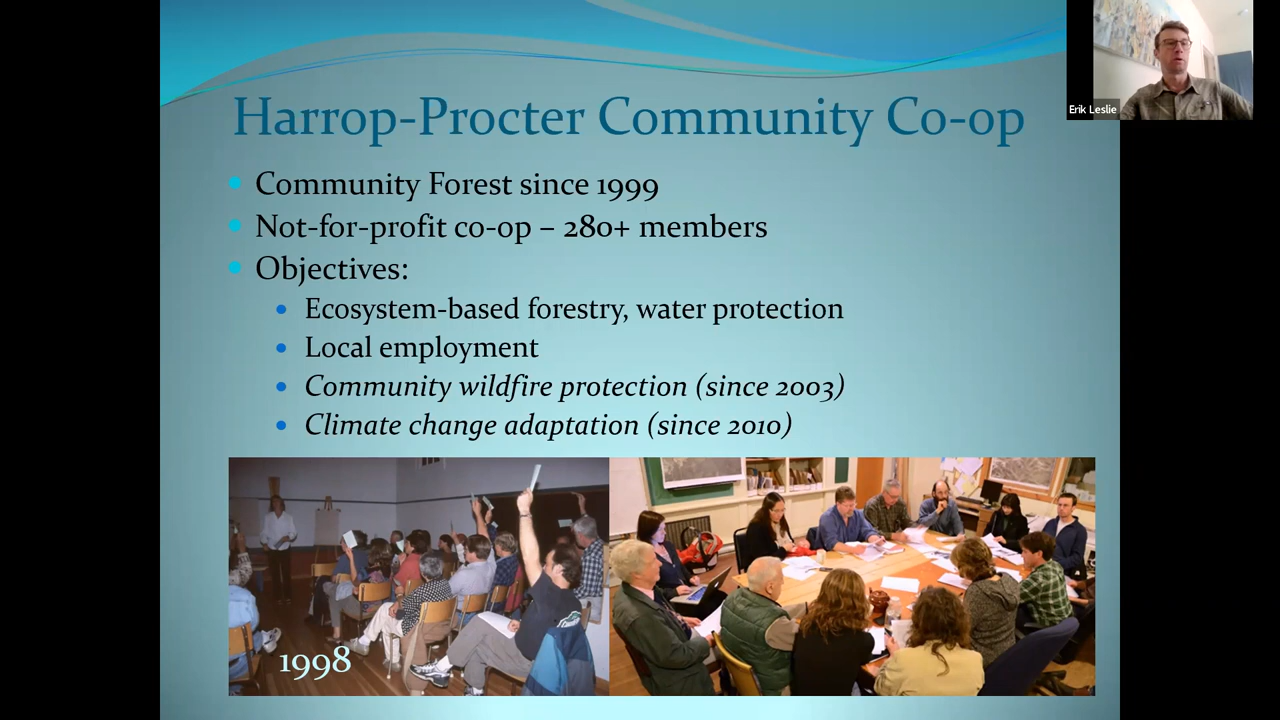 Harrop-Procter Community Co-op
Erik Leslie
Community Forest since 1999
Not-for-profit co-op – 280+ members
Objectives:
Ecosystem-based forestry, water protection
Local employment
Community wildfire protection (since 2003)
Climate change adaptation (since 2010)
1998